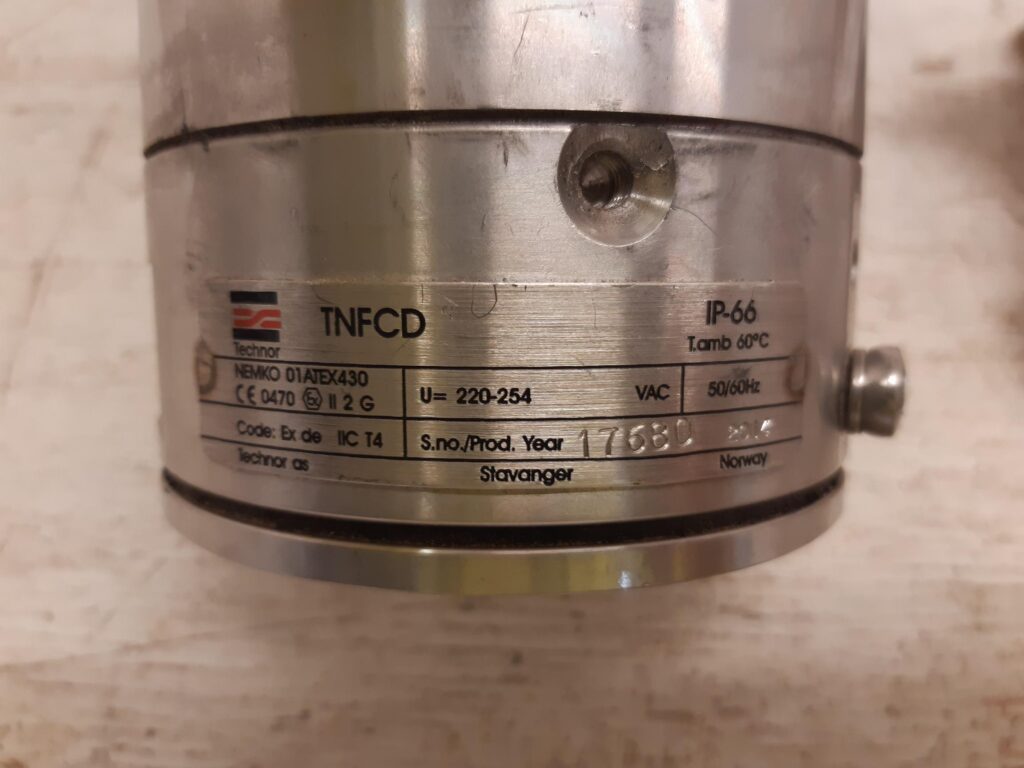 TNFCD IP-66
Technor T.amb 60°C
NEMKO 01ATEX430
CE 0470 Ex II 2 G U= 220-254 VAC 50/60Hz
Code: Ex de IIC T4 S.no./Prod. Year 17680
Technor as Stavanger Norway